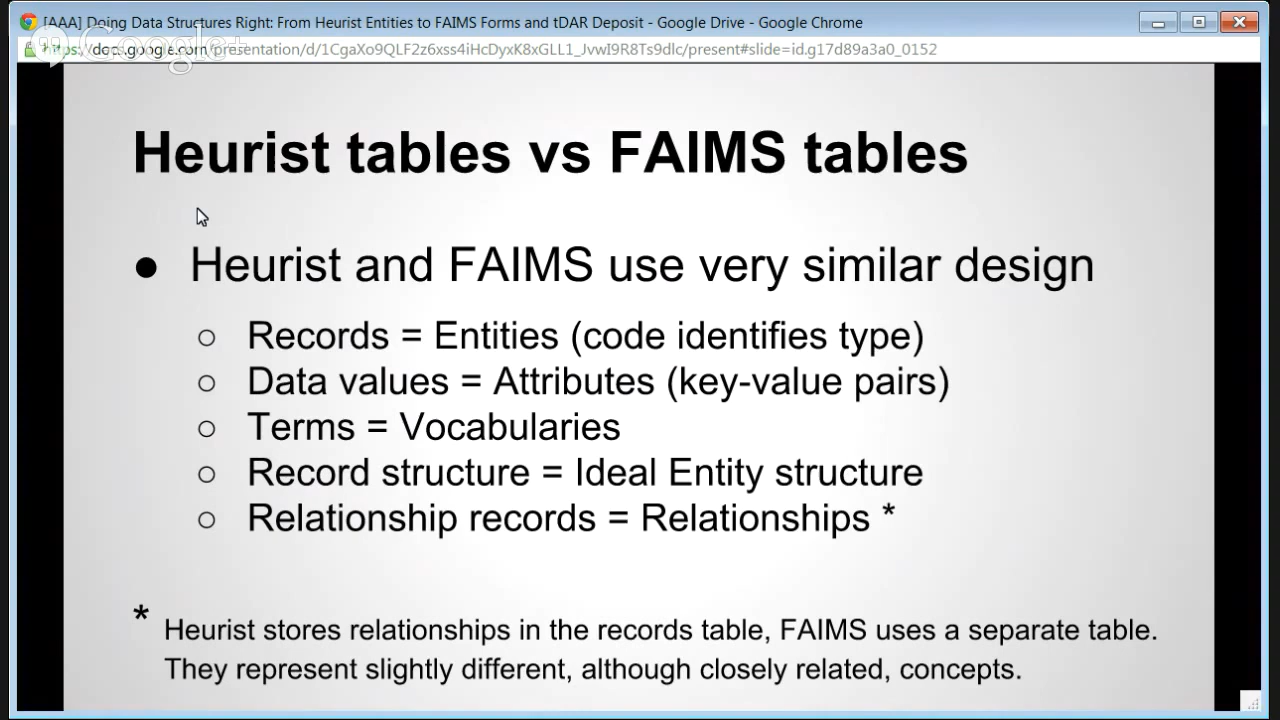 [AAA] Doing Data Structures Right: From Heurist Entities to FAIMS Forms and tDAR Deposit - Google Drive - Google Chrome
https://docs.google.com/presentation/d/1CgaXo9QLF2z6xss4iHcDyxK8xGLL1_JvwI9R8Ts9dlc/present#slide=id.g17d89a3a0_0152
Google+
Heurist tables vs FAIMS tables
● Heurist and FAIMS use very similar design
○ Records = Entities (code identifies type)
○ Data values = Attributes (key-value pairs)
○ Terms = Vocabularies
○ Record structure = Ideal Entity structure
○ Relationship records = Relationships *
* Heurist stores relationships in the records table, FAIMS uses a separate table.
They represent slightly different, although closely related, concepts.